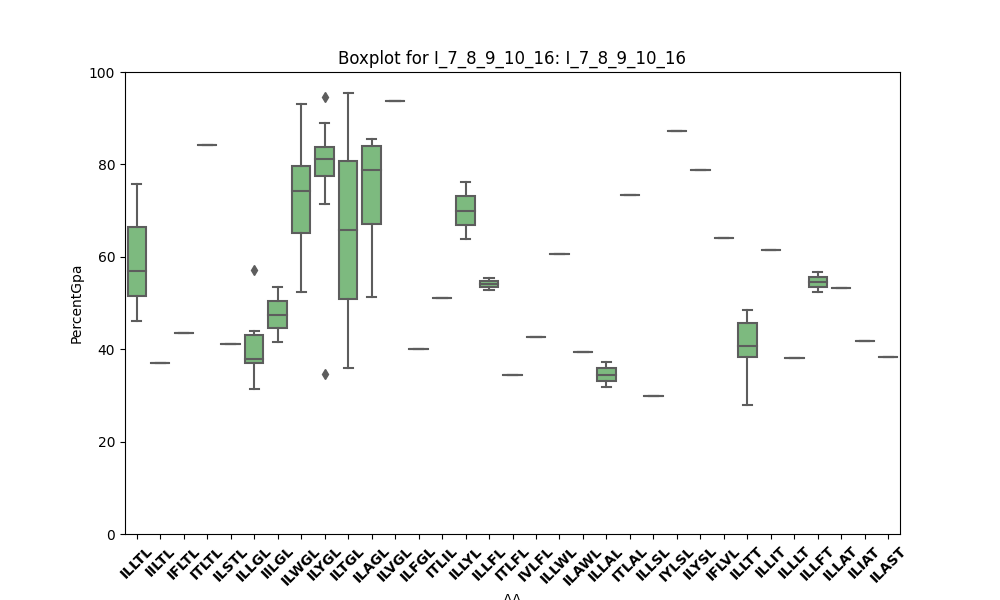 Boxplot for I_7_8_9_10_16: I_7_8_9_10_16
100
80
60
40
20
0
PercentGpa
ILLTL
IILTL
IFLTL
ITLTL
ILSTL
ILLGL
IILGL
ILWGL
ILYGL
ILTGL
ILAGL
ILVGL
ILFGL
ITLIL
ILLYL
ILLFL
ITLFL
IVLFL
ILLWL
ILAWL
ILLAL
ITLAL
ILLSL
IYLSL
ILYSL
IFLVL
ILLTT
ILLIT
ILLLT
ILLFT
ILLAT
ILIAT
ILAST
AA